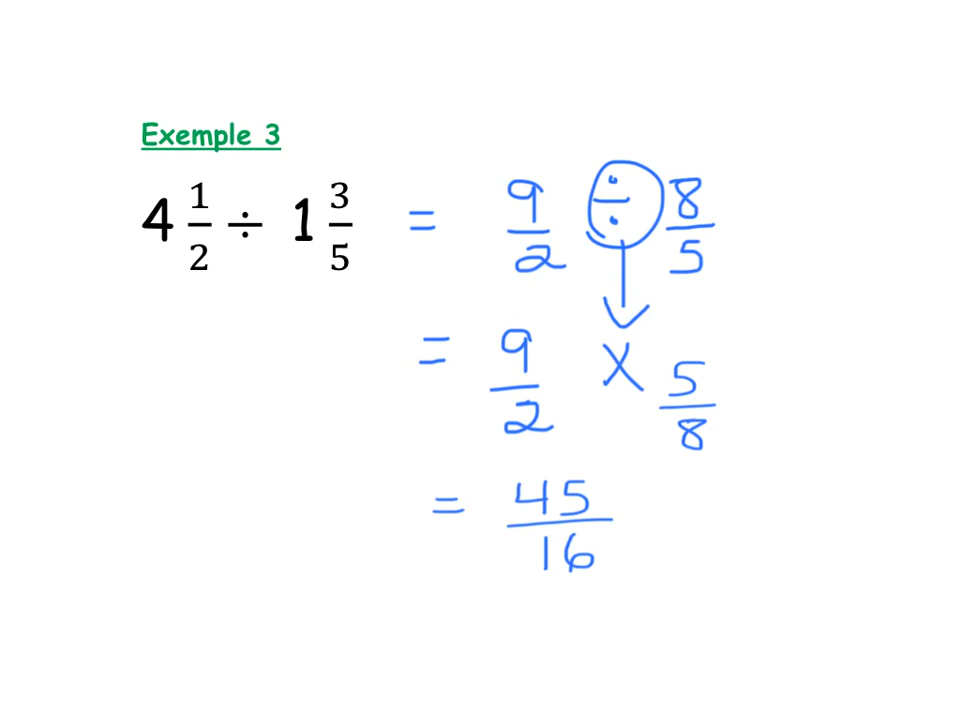 Exemple 3
4 1/2 ÷ 1 3/5 = 9/2 ÷ 8/5
= 9/2 × 5/8
= 45/16